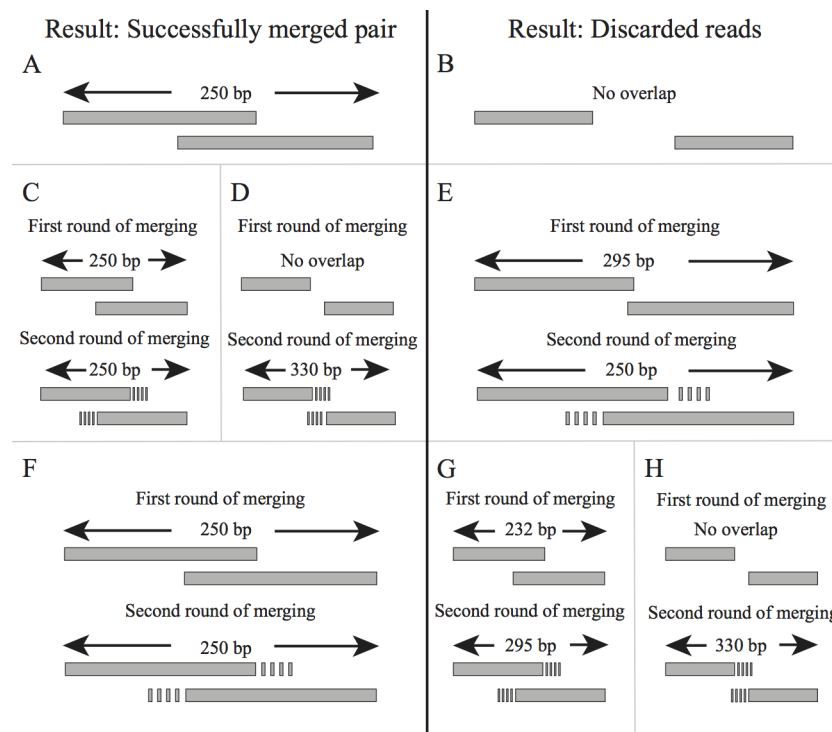 Result: Successfully merged pair
Result: Discarded reads
A
250 bp
B
No overlap
C
First round of merging
250 bp
Second round of merging
250 bp
D
First round of merging
No overlap
Second round of merging
330 bp
E
First round of merging
295 bp
Second round of merging
250 bp
F
First round of merging
250 bp
Second round of merging
250 bp
G
First round of merging
232 bp
Second round of merging
295 bp
H
First round of merging
No overlap
Second round of merging
330 bp